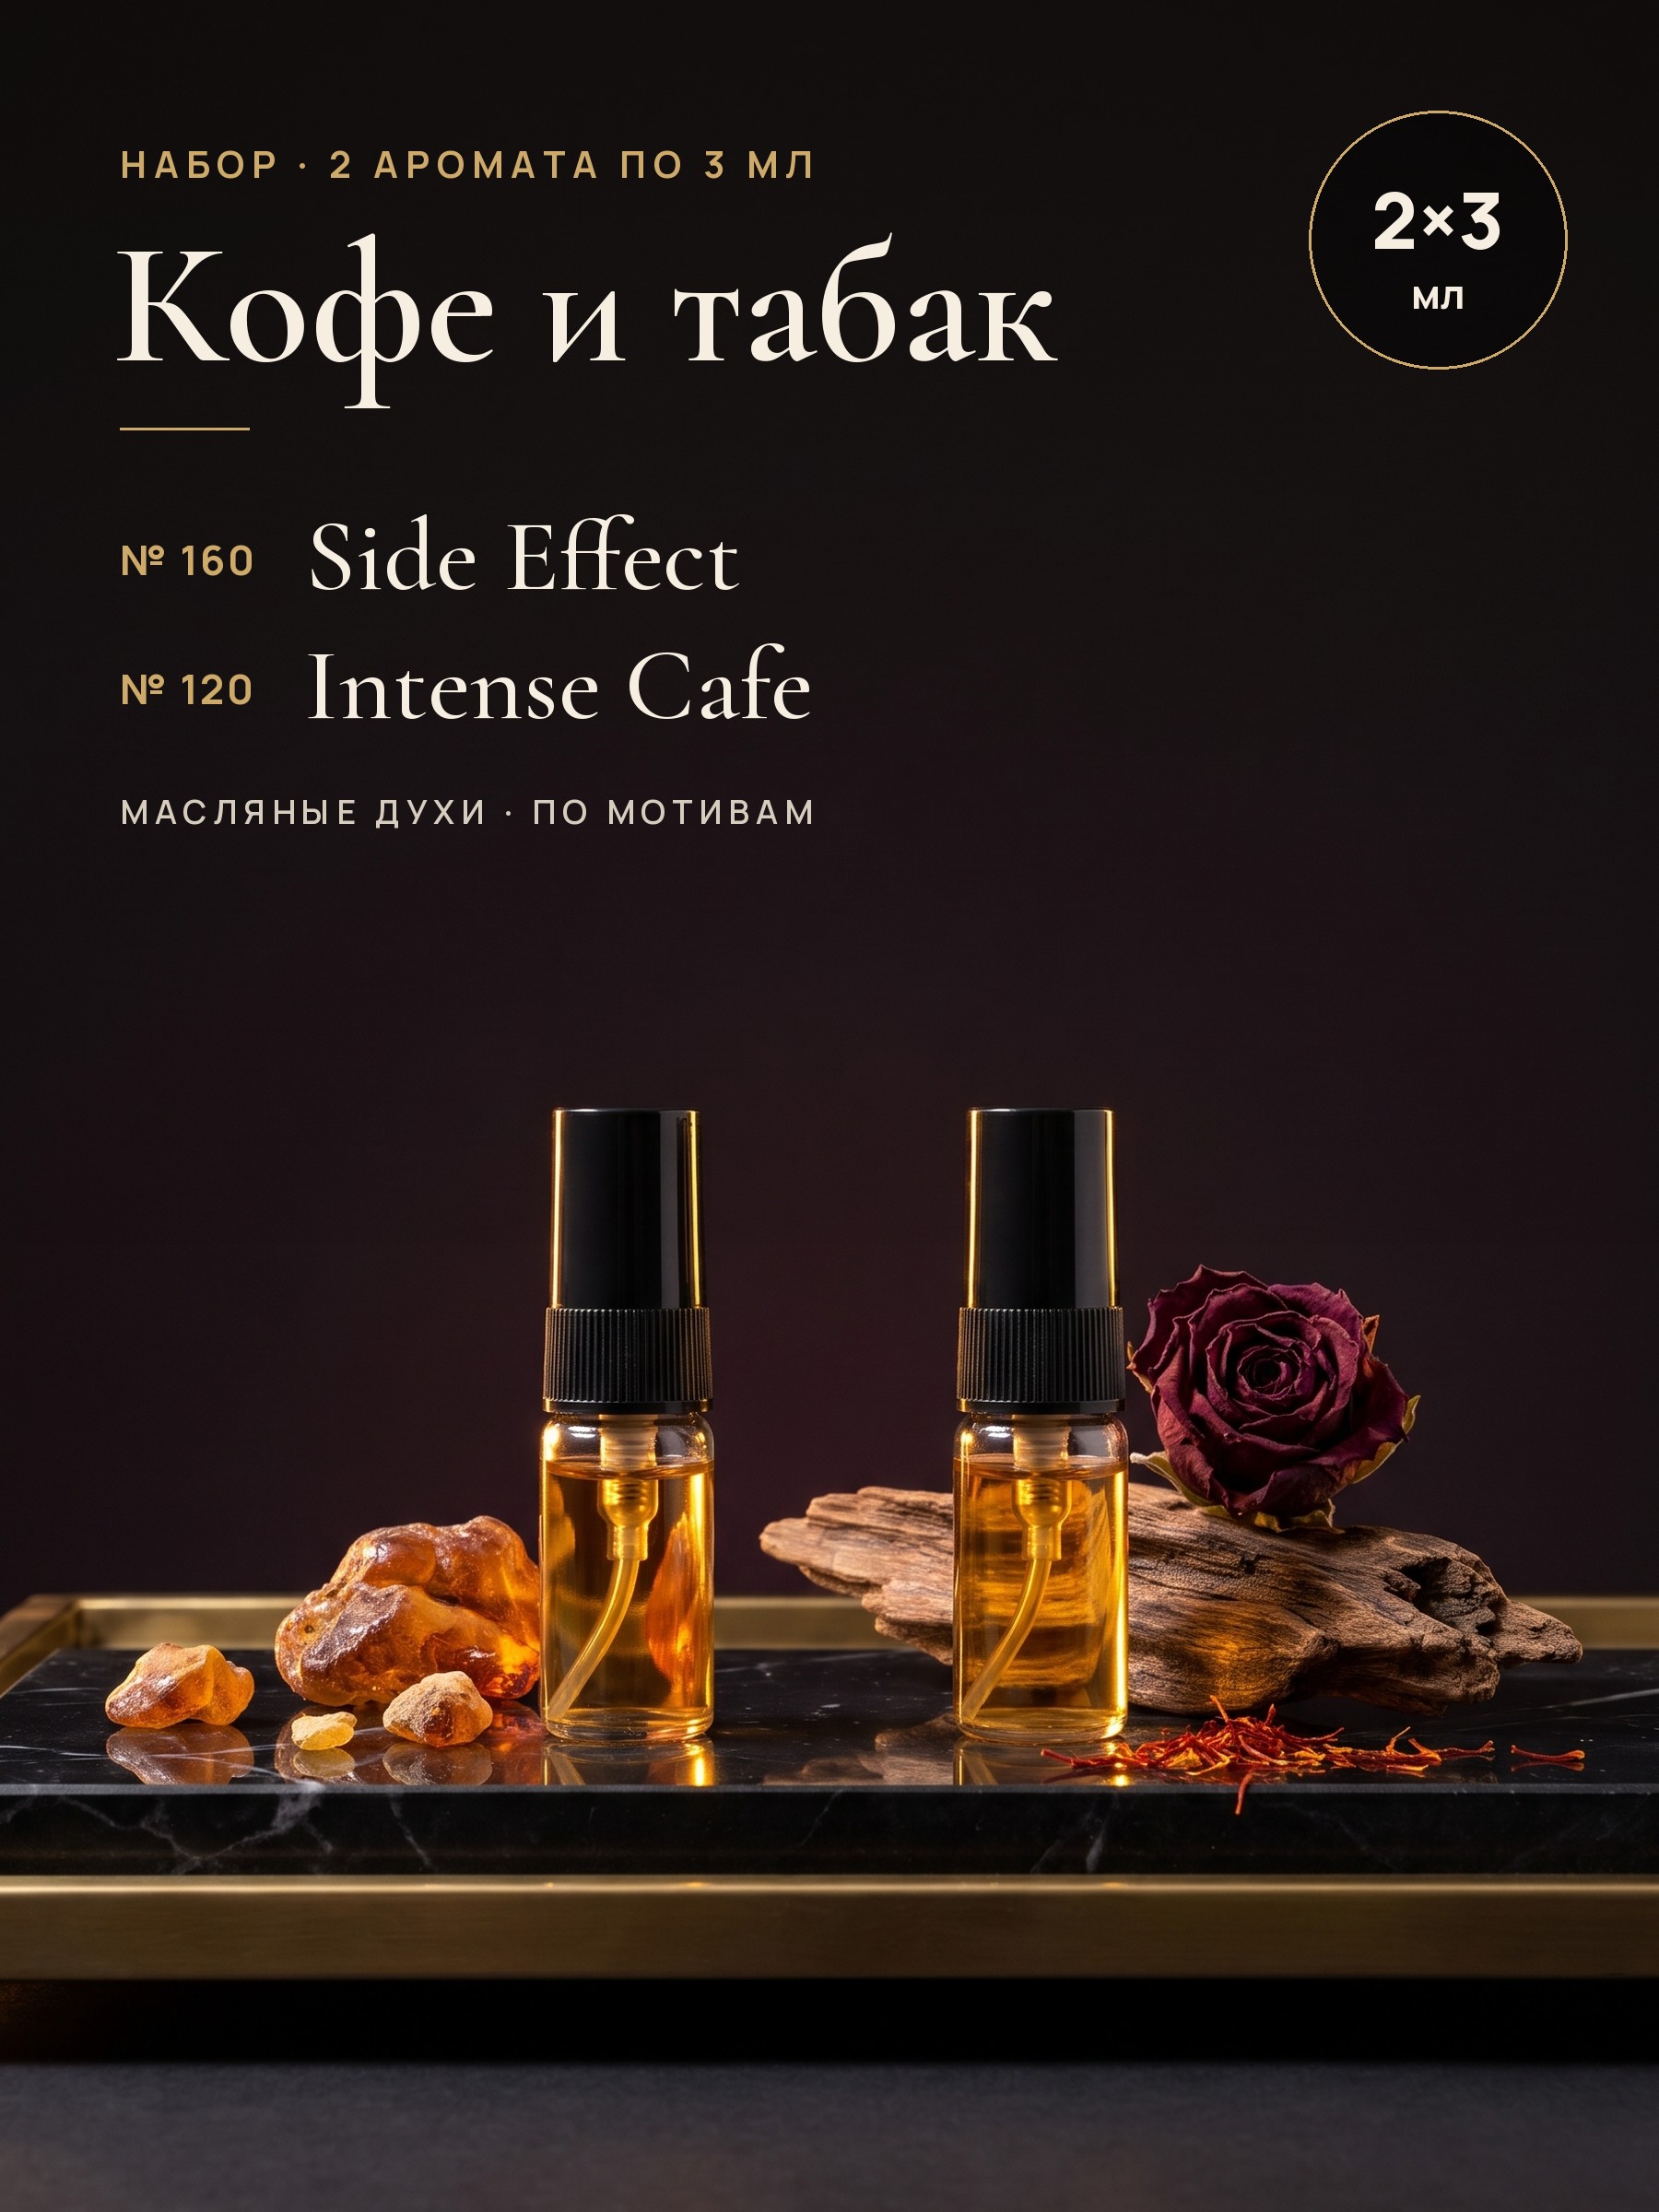 НАБОР · 2 АРОМАТА ПО 3 МЛ
Кофе и табак
2×3
мл
№ 160 Side Effect
№ 120 Intense Cafe
МАСЛЯНЫЕ ДУХИ · ПО МОТИВАМ